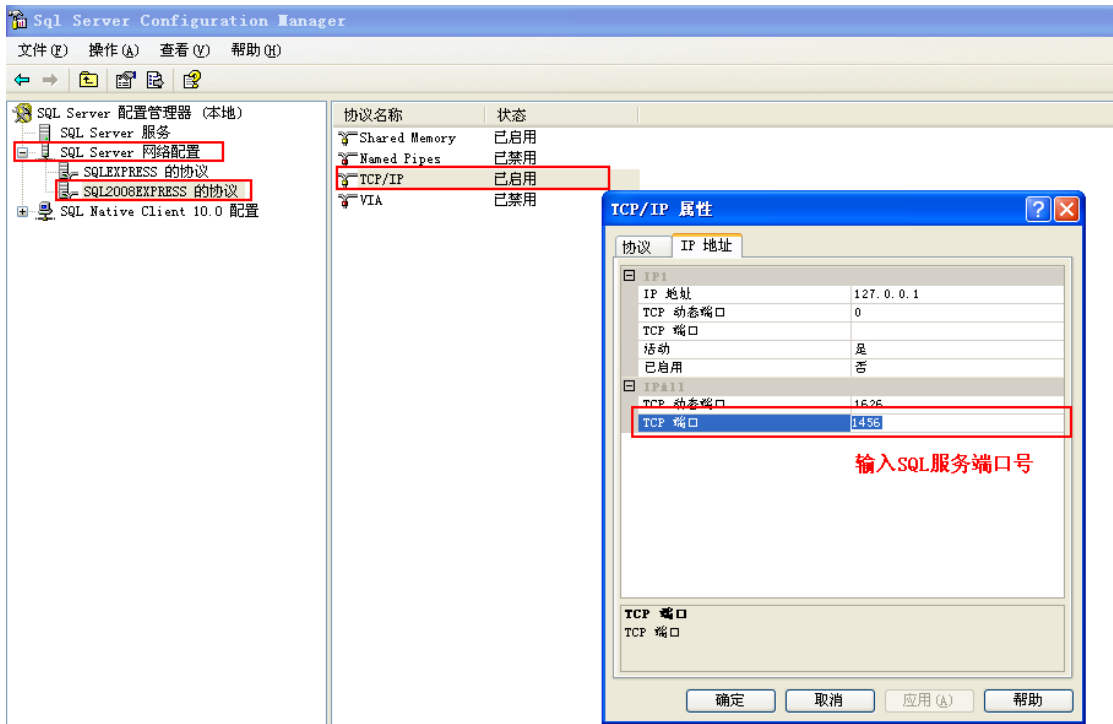 Sql Server Configuration Manager
文件(F) 操作(A) 查看(V) 帮助(H)
SQL Server 配置管理器 (本地)
SQL Server 服务
SQL Server 网络配置
SQLEXPRESS 的协议
SQL2008EXPRESS 的协议
SQL Native Client 10.0 配置
协议名称 状态
Shared Memory 已启用
Named Pipes 已禁用
TCP/IP 已启用
VIA 已禁用
TCP/IP 属性
协议 IP 地址
IP1
IP 地址 127.0.0.1
TCP 动态端口 0
TCP 端口
活动 是
已启用 否
IPAll
TCP 动态端口 1626
TCP 端口 1456
输入SQL服务端口号
TCP 端口
TCP 端口
确定 取消 应用(A) 帮助